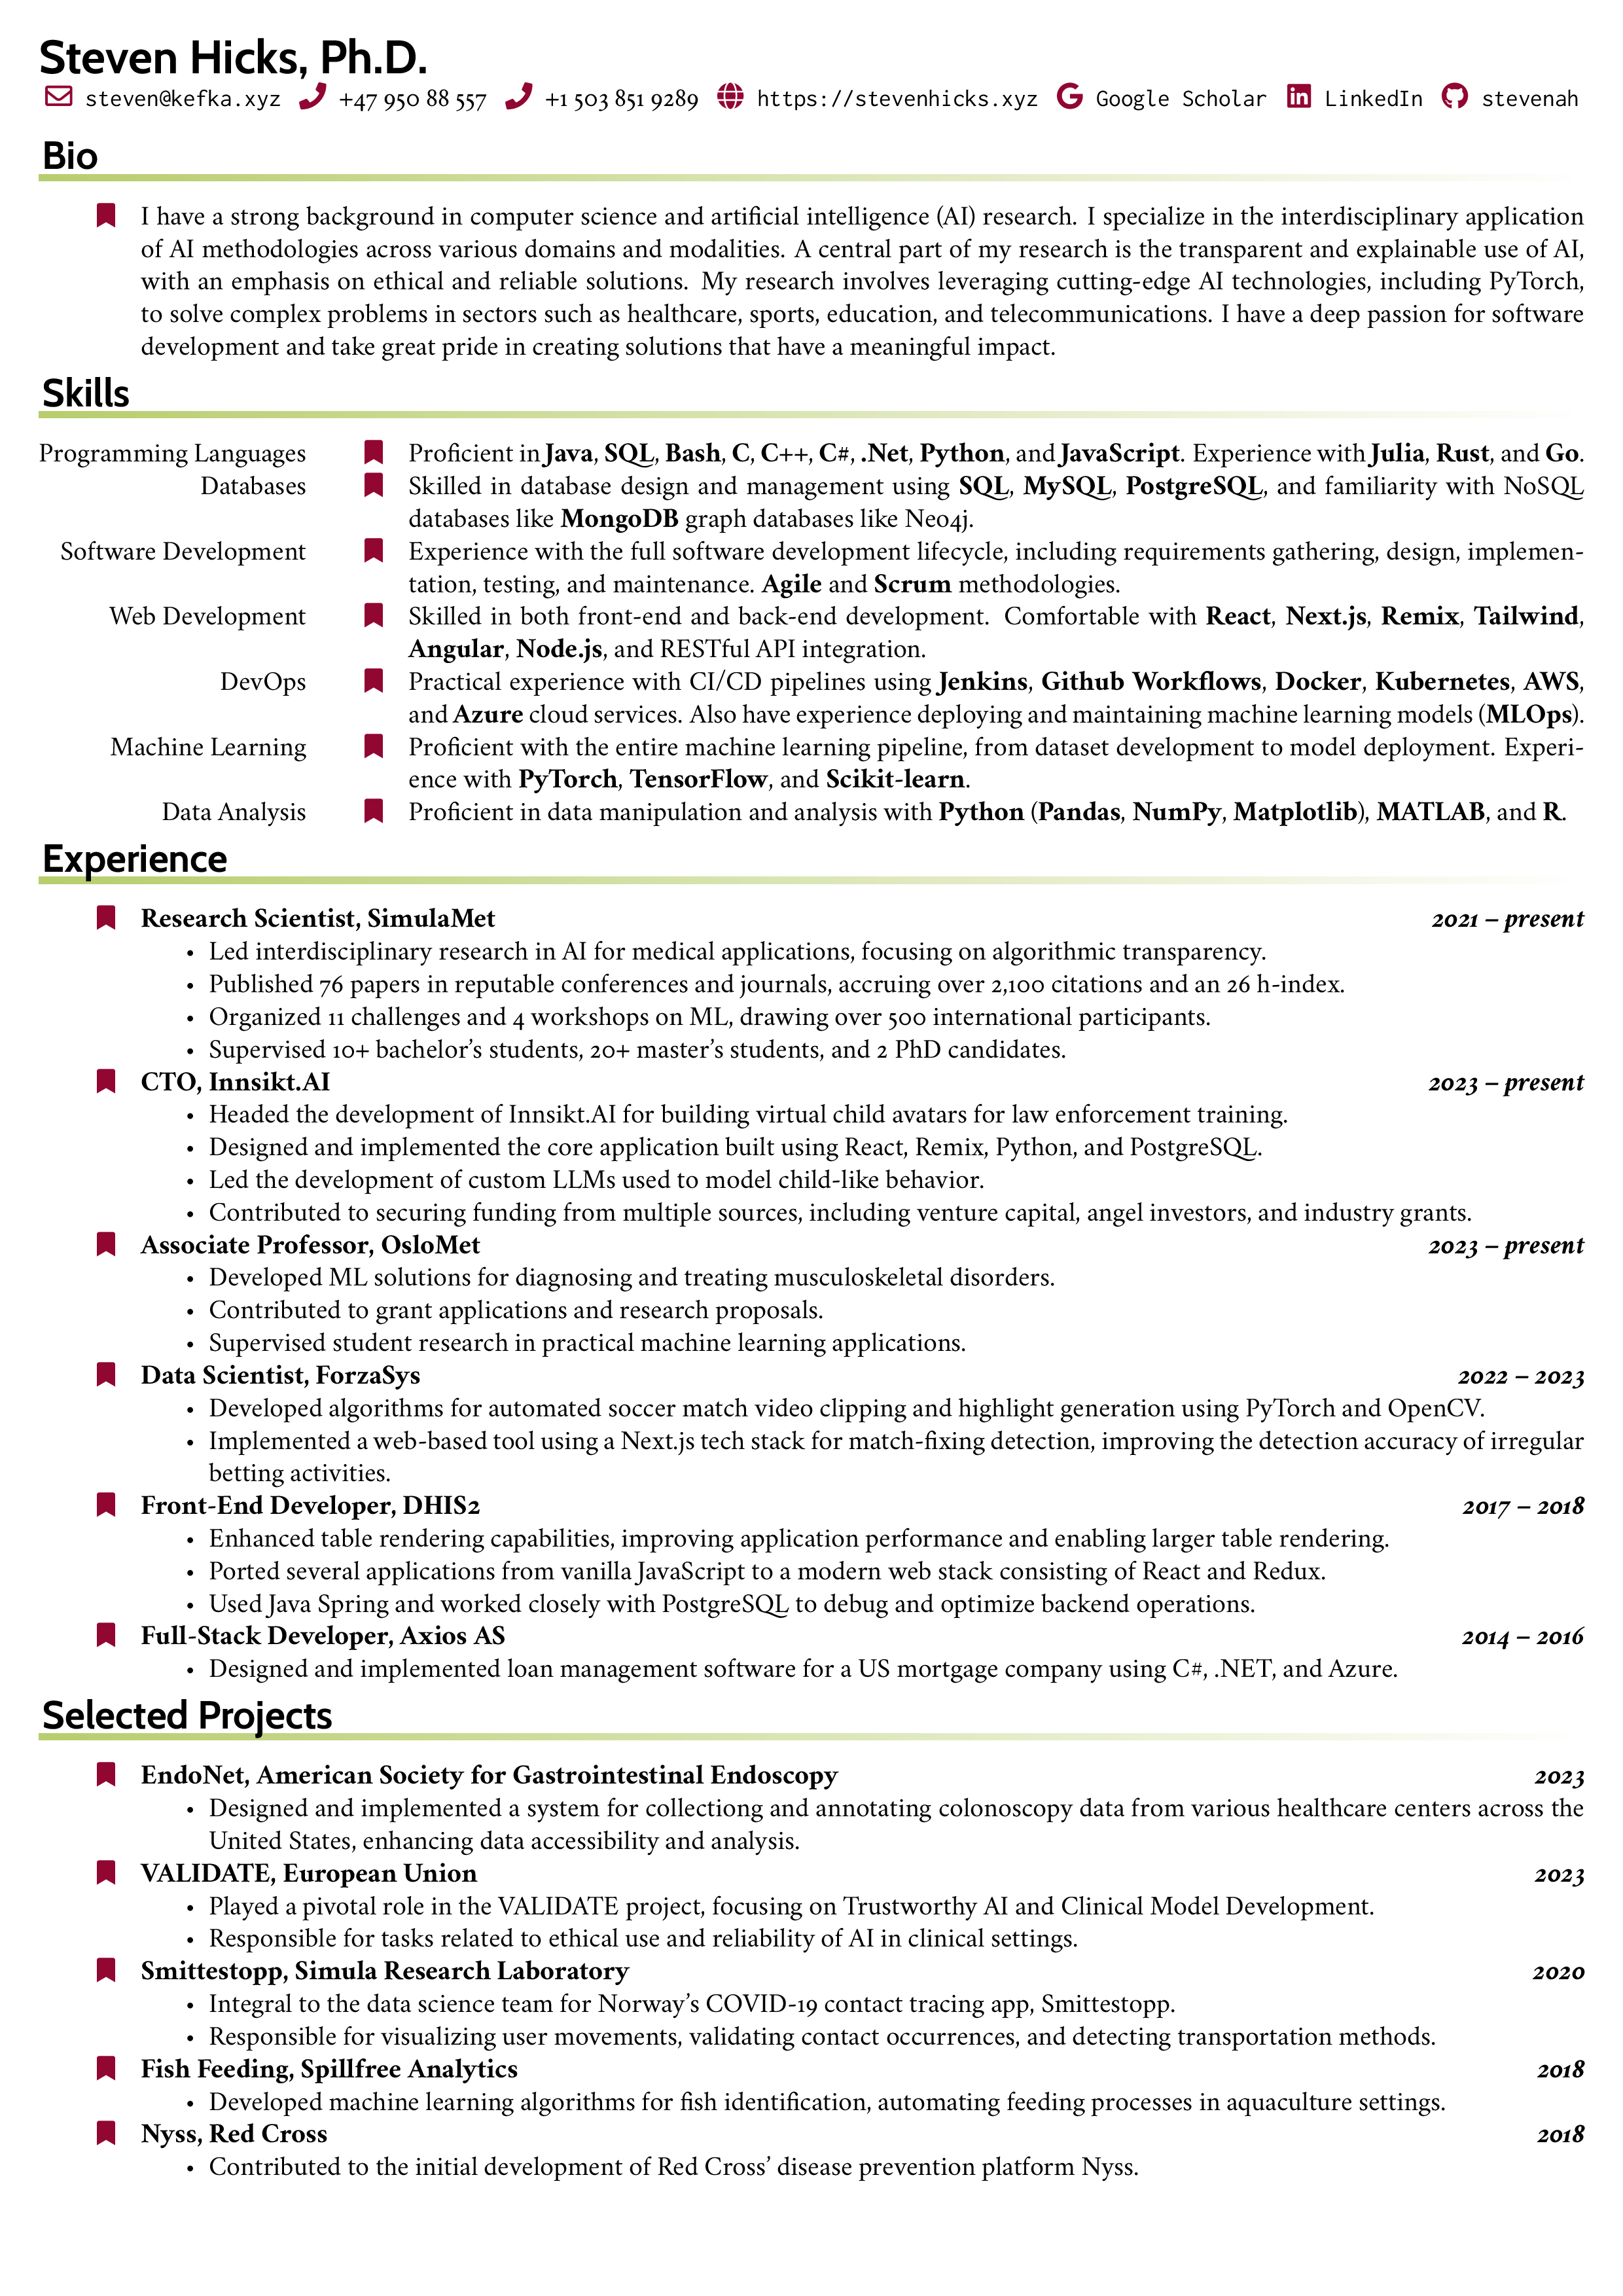 Steven Hicks, Ph.D.
steven@kefka.xyz +47 950 88 557 +1 503 851 9289 https://stevenhicks.xyz Google Scholar LinkedIn stevenah
Bio
I have a strong background in computer science and artificial intelligence (AI) research. I specialize in the interdisciplinary application
of AI methodologies across various domains and modalities. A central part of my research is the transparent and explainable use of AI,
with an emphasis on ethical and reliable solutions. My research involves leveraging cutting-edge AI technologies, including PyTorch,
to solve complex problems in sectors such as healthcare, sports, education, and telecommunications. I have a deep passion for software
development and take great pride in creating solutions that have a meaningful impact.
Skills
Programming Languages Proficient in Java, SQL, Bash, C, C++, C#, .Net, Python, and JavaScript. Experience with Julia, Rust, and Go.
Databases Skilled in database design and management using SQL, MySQL, PostgreSQL, and familiarity with NoSQL
databases like MongoDB graph databases like Neo4j.
Software Development Experience with the full software development lifecycle, including requirements gathering, design, implemen-
tation, testing, and maintenance. Agile and Scrum methodologies.
Web Development Skilled in both front-end and back-end development. Comfortable with React, Next.js, Remix, Tailwind,
Angular, Node.js, and RESTful API integration.
DevOps Practical experience with CI/CD pipelines using Jenkins, Github Workflows, Docker, Kubernetes, AWS,
and Azure cloud services. Also have experience deploying and maintaining machine learning models (MLOps).
Machine Learning Proficient with the entire machine learning pipeline, from dataset development to model deployment. Experi-
ence with PyTorch, TensorFlow, and Scikit-learn.
Data Analysis Proficient in data manipulation and analysis with Python (Pandas, NumPy, Matplotlib), MATLAB, and R.
Experience
Research Scientist, SimulaMet 2021 – present
• Led interdisciplinary research in AI for medical applications, focusing on algorithmic transparency.
• Published 76 papers in reputable conferences and journals, accruing over 2,100 citations and an 26 h-index.
• Organized 11 challenges and 4 workshops on ML, drawing over 500 international participants.
• Supervised 10+ bachelor's students, 20+ master's students, and 2 PhD candidates.
CTO, Innsikt.AI 2023 – present
• Headed the development of Innsikt.AI for building virtual child avatars for law enforcement training.
• Designed and implemented the core application built using React, Remix, Python, and PostgreSQL.
• Led the development of custom LLMs used to model child-like behavior.
• Contributed to securing funding from multiple sources, including venture capital, angel investors, and industry grants.
Associate Professor, OsloMet 2023 – present
• Developed ML solutions for diagnosing and treating musculoskeletal disorders.
• Contributed to grant applications and research proposals.
• Supervised student research in practical machine learning applications.
Data Scientist, ForzaSys 2022 – 2023
• Developed algorithms for automated soccer match video clipping and highlight generation using PyTorch and OpenCV.
• Implemented a web-based tool using a Next.js tech stack for match-fixing detection, improving the detection accuracy of irregular
betting activities.
Front-End Developer, DHIS2 2017 – 2018
• Enhanced table rendering capabilities, improving application performance and enabling larger table rendering.
• Ported several applications from vanilla JavaScript to a modern web stack consisting of React and Redux.
• Used Java Spring and worked closely with PostgreSQL to debug and optimize backend operations.
Full-Stack Developer, Axios AS 2014 – 2016
• Designed and implemented loan management software for a US mortgage company using C#, .NET, and Azure.
Selected Projects
EndoNet, American Society for Gastrointestinal Endoscopy 2023
• Designed and implemented a system for collectiong and annotating colonoscopy data from various healthcare centers across the
United States, enhancing data accessibility and analysis.
VALIDATE, European Union 2023
• Played a pivotal role in the VALIDATE project, focusing on Trustworthy AI and Clinical Model Development.
• Responsible for tasks related to ethical use and reliability of AI in clinical settings.
Smittestopp, Simula Research Laboratory 2020
• Integral to the data science team for Norway's COVID-19 contact tracing app, Smittestopp.
• Responsible for visualizing user movements, validating contact occurrences, and detecting transportation methods.
Fish Feeding, Spillfree Analytics 2018
• Developed machine learning algorithms for fish identification, automating feeding processes in aquaculture settings.
Nyss, Red Cross 2018
• Contributed to the initial development of Red Cross' disease prevention platform Nyss.